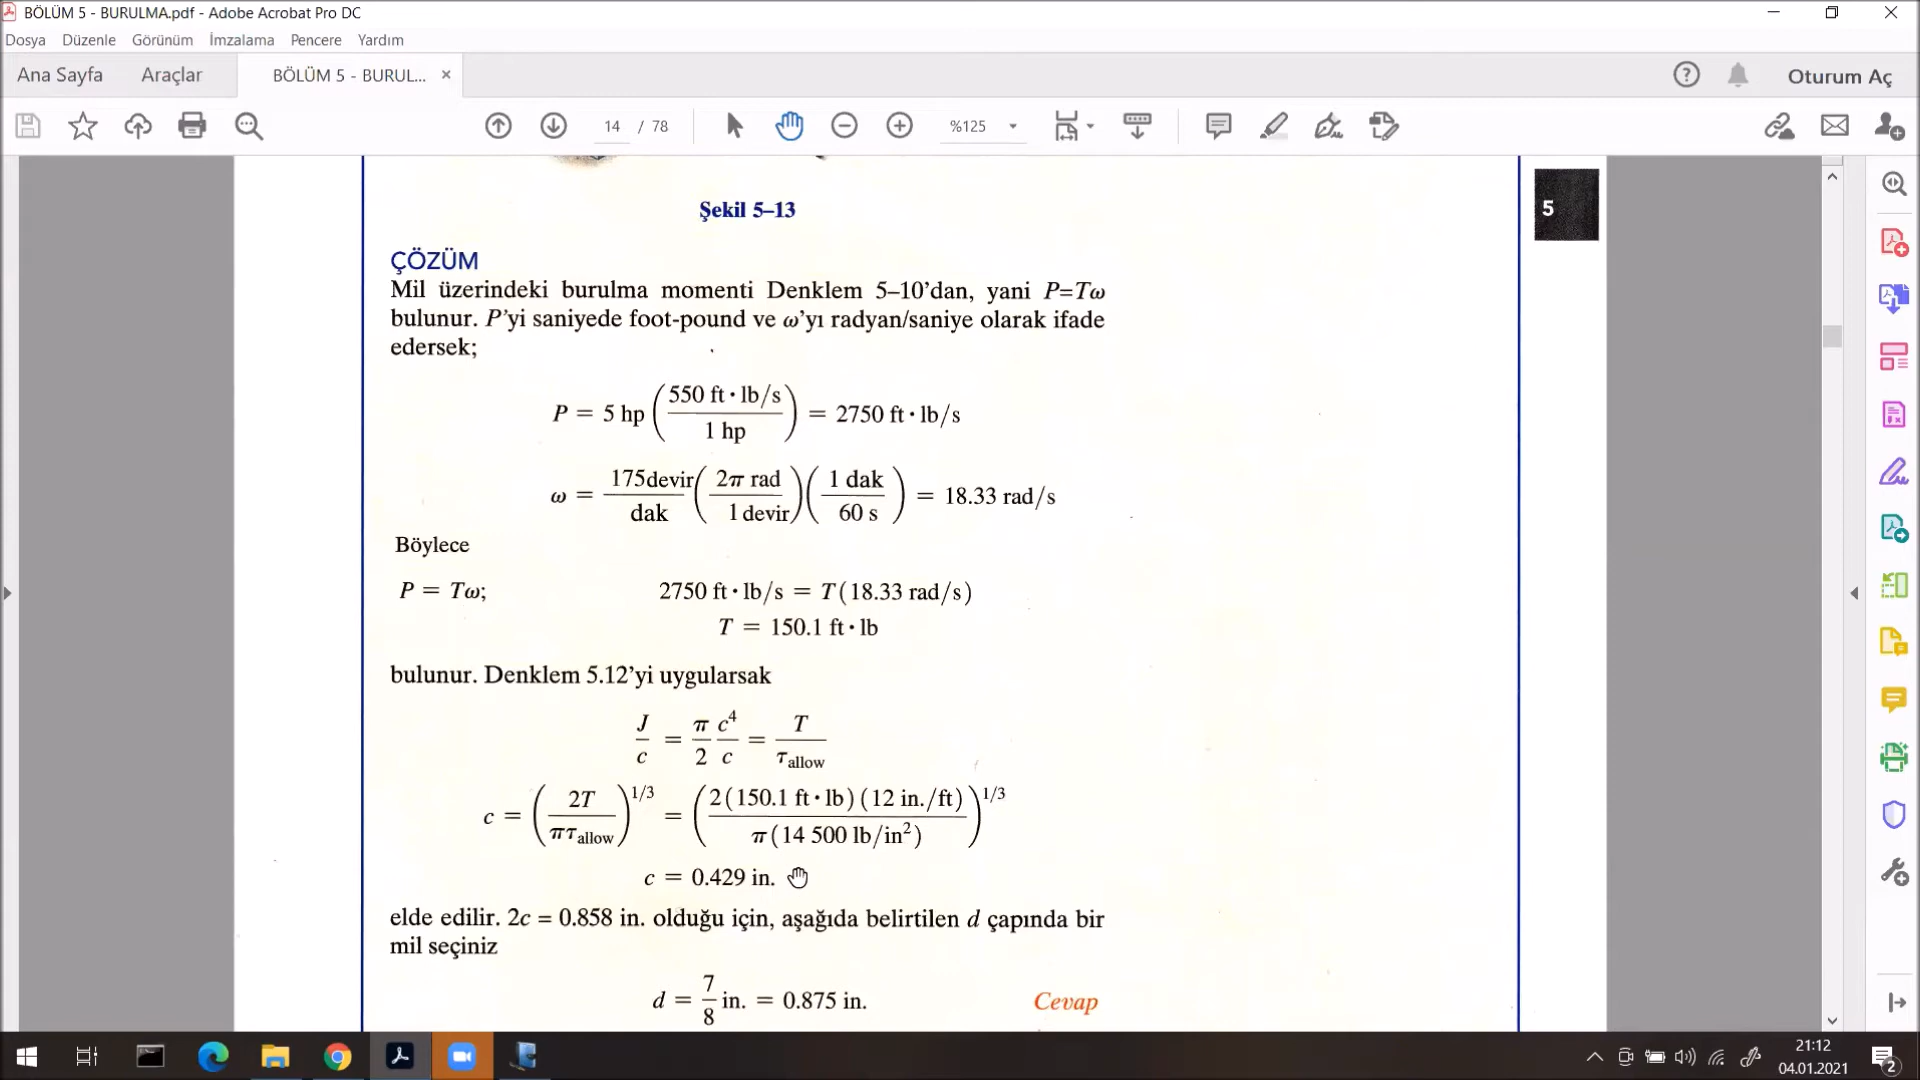 BÖLÜM 5 - BURULMA.pdf - Adobe Acrobat Pro DC
Dosya Düzenle Görünüm İmzalama Pencere Yardım
Ana Sayfa Araçlar BÖLÜM 5 - BURUL... × Oturum Aç
14 / 78 %125
Şekil 5–13
5
ÇÖZÜM
Mil üzerindeki burulma momenti Denklem 5–10’dan, yani P=Tω
bulunur. P’yi saniyede foot-pound ve ω’yı radyan/saniye olarak ifade
edersek;
P = 5 hp (550 ft·lb/s / 1 hp) = 2750 ft·lb/s
ω = 175devir/dak (2π rad / 1devir) (1 dak / 60 s) = 18.33 rad/s
Böylece
P = Tω; 2750 ft·lb/s = T(18.33 rad/s)
T = 150.1 ft·lb
bulunur. Denklem 5.12’yi uygularsak
J/c = π/2 c⁴/c = T/τallow
c = (2T / πτallow)^1/3 = (2(150.1 ft·lb)(12 in./ft) / π(14 500 lb/in²))^1/3
c = 0.429 in.
elde edilir. 2c = 0.858 in. olduğu için, aşağıda belirtilen d çapında bir
mil seçiniz
d = 7/8 in. = 0.875 in. Cevap
21:12
04.01.2021
2